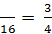 /16 = 3/4